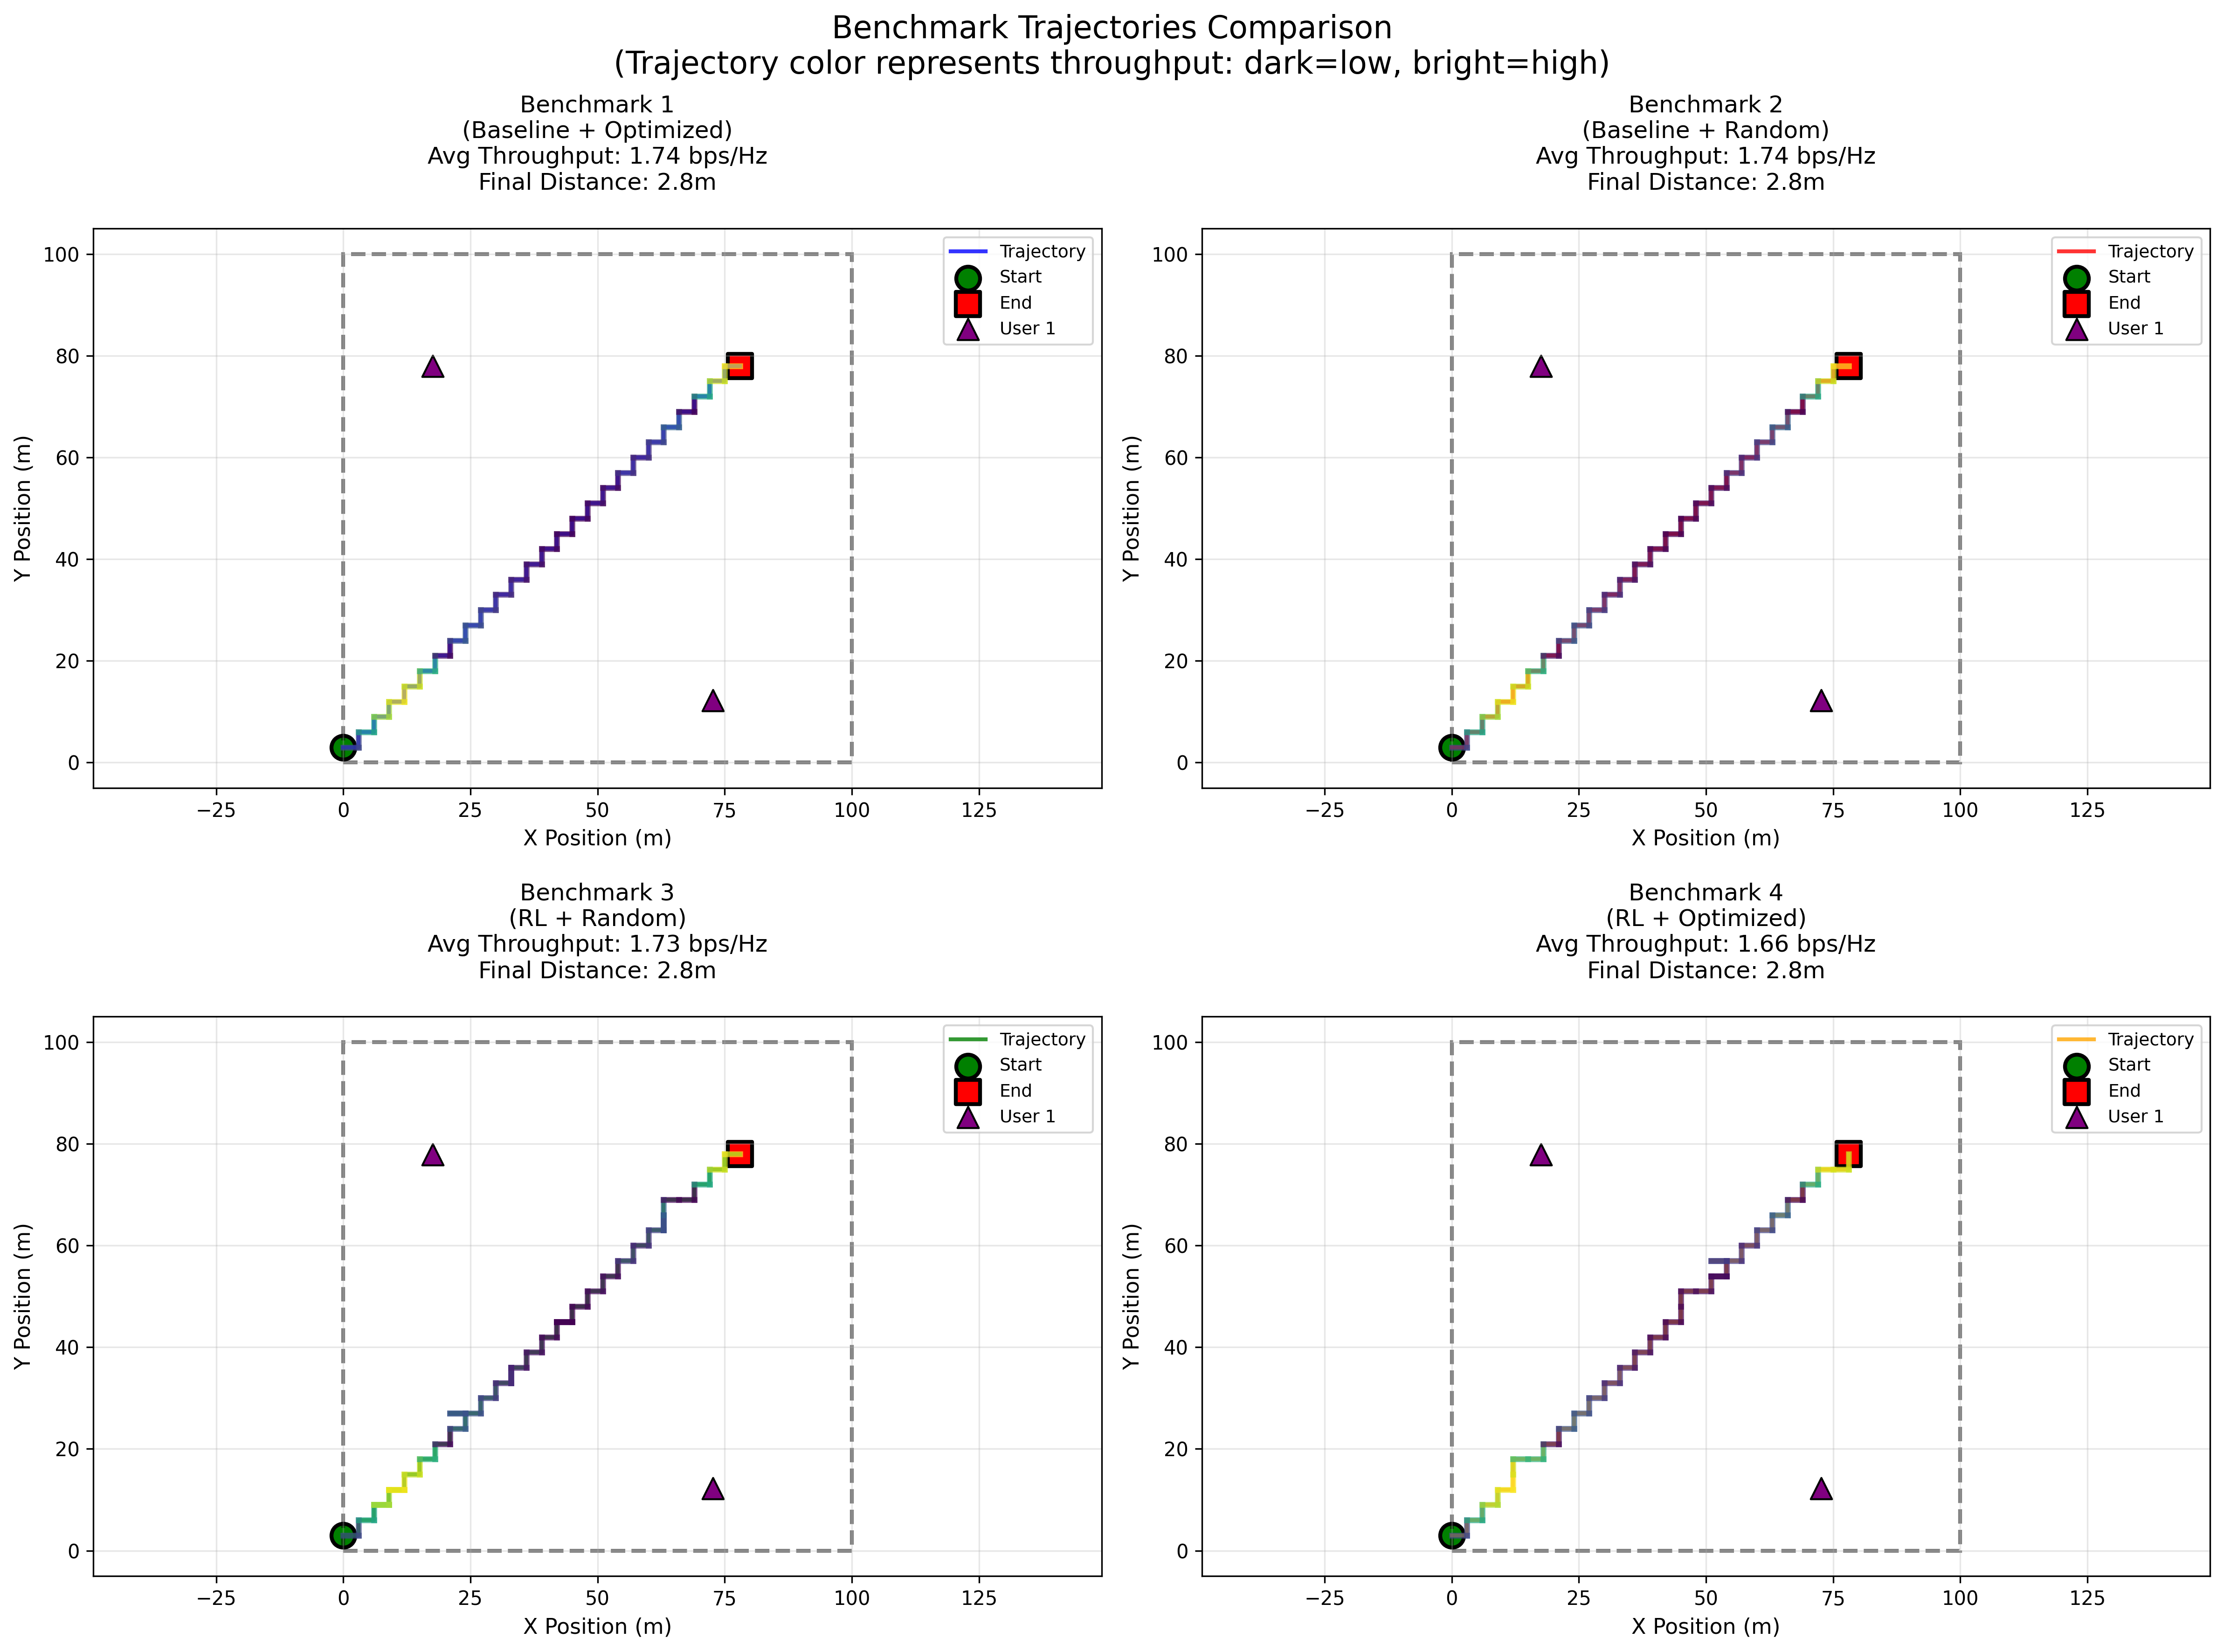 Benchmark Trajectories Comparison
(Trajectory color represents throughput: dark=low, bright=high)
Benchmark 1
(Baseline + Optimized)
Avg Throughput: 1.74 bps/Hz
Final Distance: 2.8m
Y Position (m)
100
80
60
40
20
0
−25
0
25
50
75
100
125
X Position (m)
Trajectory
Start
End
User 1
Benchmark 2
(Baseline + Random)
Avg Throughput: 1.74 bps/Hz
Final Distance: 2.8m
Y Position (m)
100
80
60
40
20
0
−25
0
25
50
75
100
125
X Position (m)
Trajectory
Start
End
User 1
Benchmark 3
(RL + Random)
Avg Throughput: 1.73 bps/Hz
Final Distance: 2.8m
Y Position (m)
100
80
60
40
20
0
−25
0
25
50
75
100
125
X Position (m)
Trajectory
Start
End
User 1
Benchmark 4
(RL + Optimized)
Avg Throughput: 1.66 bps/Hz
Final Distance: 2.8m
Y Position (m)
100
80
60
40
20
0
−25
0
25
50
75
100
125
X Position (m)
Trajectory
Start
End
User 1